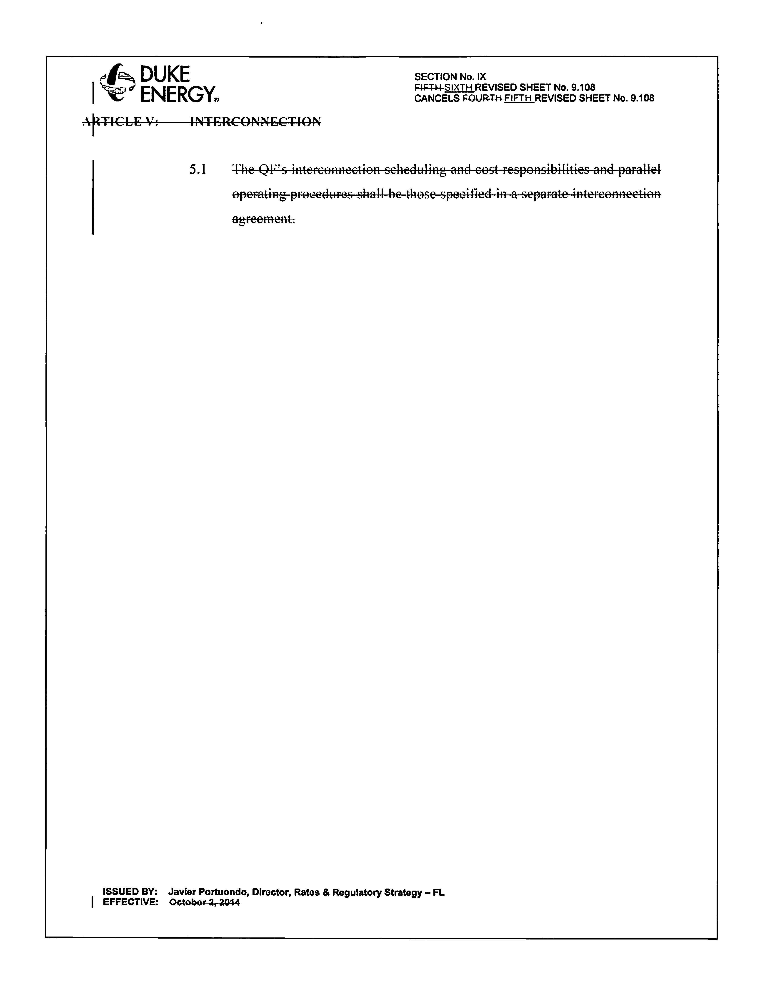 DUKE
ENERGY®
SECTION No. IX
FIFTH SIXTH REVISED SHEET No. 9.108
CANCELS FOURTH FIFTH REVISED SHEET No. 9.108
ARTICLE V: INTERCONNECTION
5.1 The QF's interconnection scheduling and cost responsibilities and parallel
operating procedures shall be those specified in a separate interconnection
agreement.
ISSUED BY: Javier Portuondo, Director, Rates & Regulatory Strategy – FL
EFFECTIVE: October 2, 2014